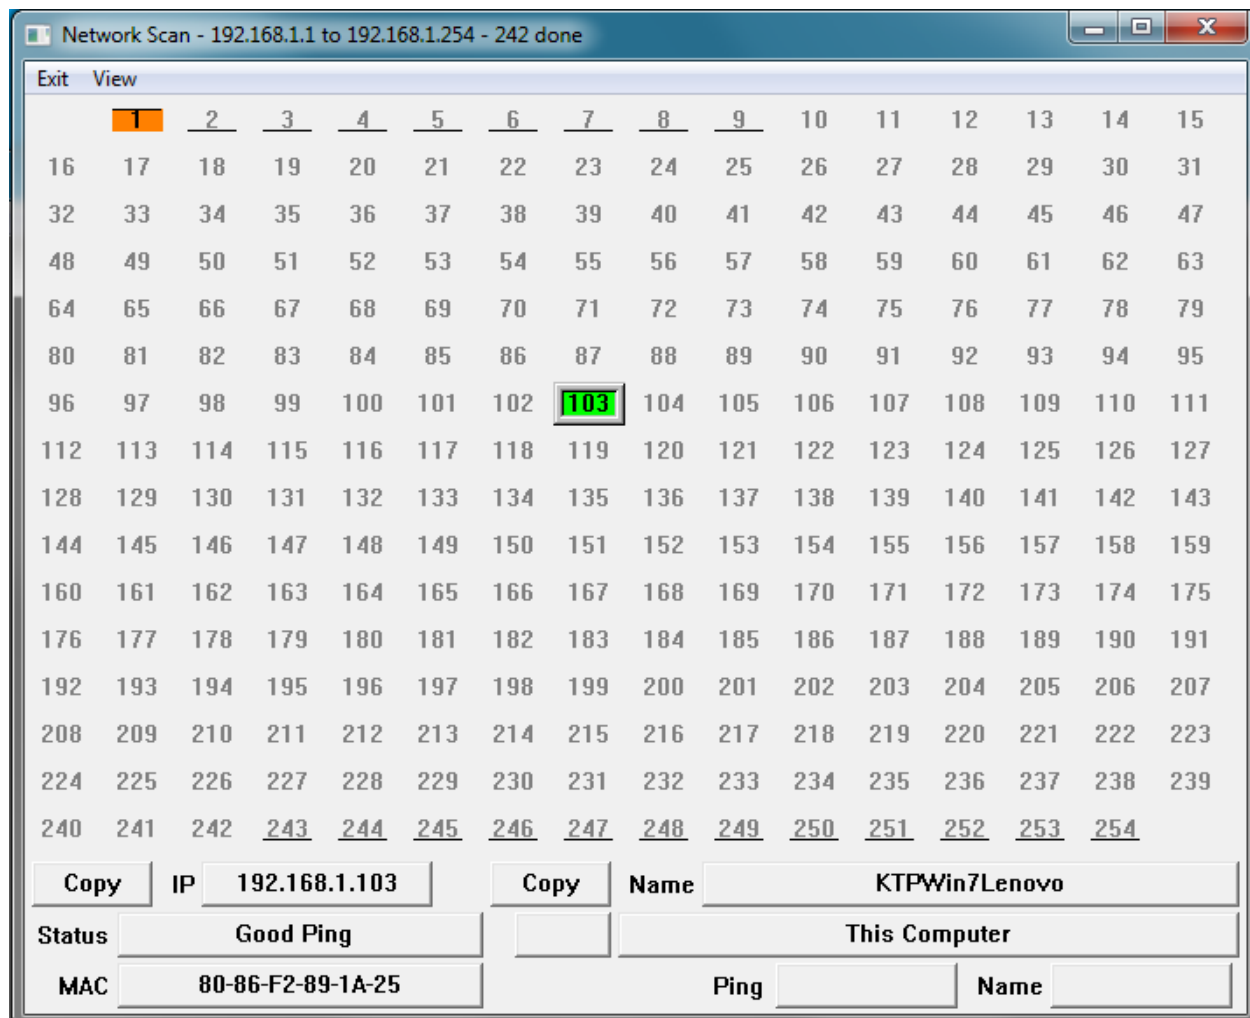 Network Scan - 192.168.1.1 to 192.168.1.254 - 242 done
Exit View
1 2 3 4 5 6 7 8 9 10 11 12 13 14 15
16 17 18 19 20 21 22 23 24 25 26 27 28 29 30 31
32 33 34 35 36 37 38 39 40 41 42 43 44 45 46 47
48 49 50 51 52 53 54 55 56 57 58 59 60 61 62 63
64 65 66 67 68 69 70 71 72 73 74 75 76 77 78 79
80 81 82 83 84 85 86 87 88 89 90 91 92 93 94 95
96 97 98 99 100 101 102 103 104 105 106 107 108 109 110 111
112 113 114 115 116 117 118 119 120 121 122 123 124 125 126 127
128 129 130 131 132 133 134 135 136 137 138 139 140 141 142 143
144 145 146 147 148 149 150 151 152 153 154 155 156 157 158 159
160 161 162 163 164 165 166 167 168 169 170 171 172 173 174 175
176 177 178 179 180 181 182 183 184 185 186 187 188 189 190 191
192 193 194 195 196 197 198 199 200 201 202 203 204 205 206 207
208 209 210 211 212 213 214 215 216 217 218 219 220 221 222 223
224 225 226 227 228 229 230 231 232 233 234 235 236 237 238 239
240 241 242 243 244 245 246 247 248 249 250 251 252 253 254
Copy IP 192.168.1.103 Copy Name KTPWin7Lenovo
Status Good Ping This Computer
MAC 80-86-F2-89-1A-25 Ping Name